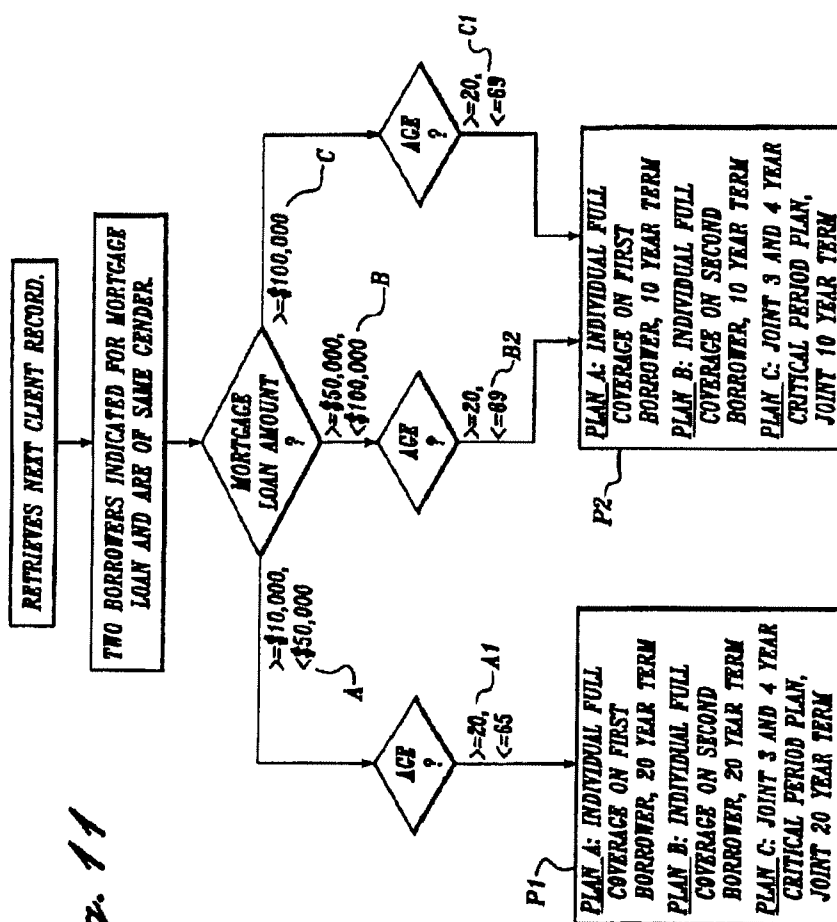 RETRIEVES NEXT CLIENT RECORD.
TWO BORROWERS INDICATED FOR MORTGAGE
LOAN AND ARE OF SAME GENDER.
MORTGAGE
LOAN AMOUNT
?
>=$10,000,
<$50,000
A
>=$50,000,
<$100,000
B
>=$100,000
C
AGE
?
>=20,
<=65
A1
AGE
?
>=20,
<=69
B2
AGE
?
>=20,
<=69
C1
P1
PLAN A: INDIVIDUAL FULL
COVERAGE ON FIRST
BORROWER, 20 YEAR TERM
PLAN B: INDIVIDUAL FULL
COVERAGE ON SECOND
BORROWER, 20 YEAR TERM
PLAN C: JOINT 3 AND 4 YEAR
CRITICAL PERIOD PLAN,
JOINT 20 YEAR TERM
P2
PLAN A: INDIVIDUAL FULL
COVERAGE ON FIRST
BORROWER, 10 YEAR TERM
PLAN B: INDIVIDUAL FULL
COVERAGE ON SECOND
BORROWER, 10 YEAR TERM
PLAN C: JOINT 3 AND 4 YEAR
CRITICAL PERIOD PLAN,
JOINT 10 YEAR TERM
11